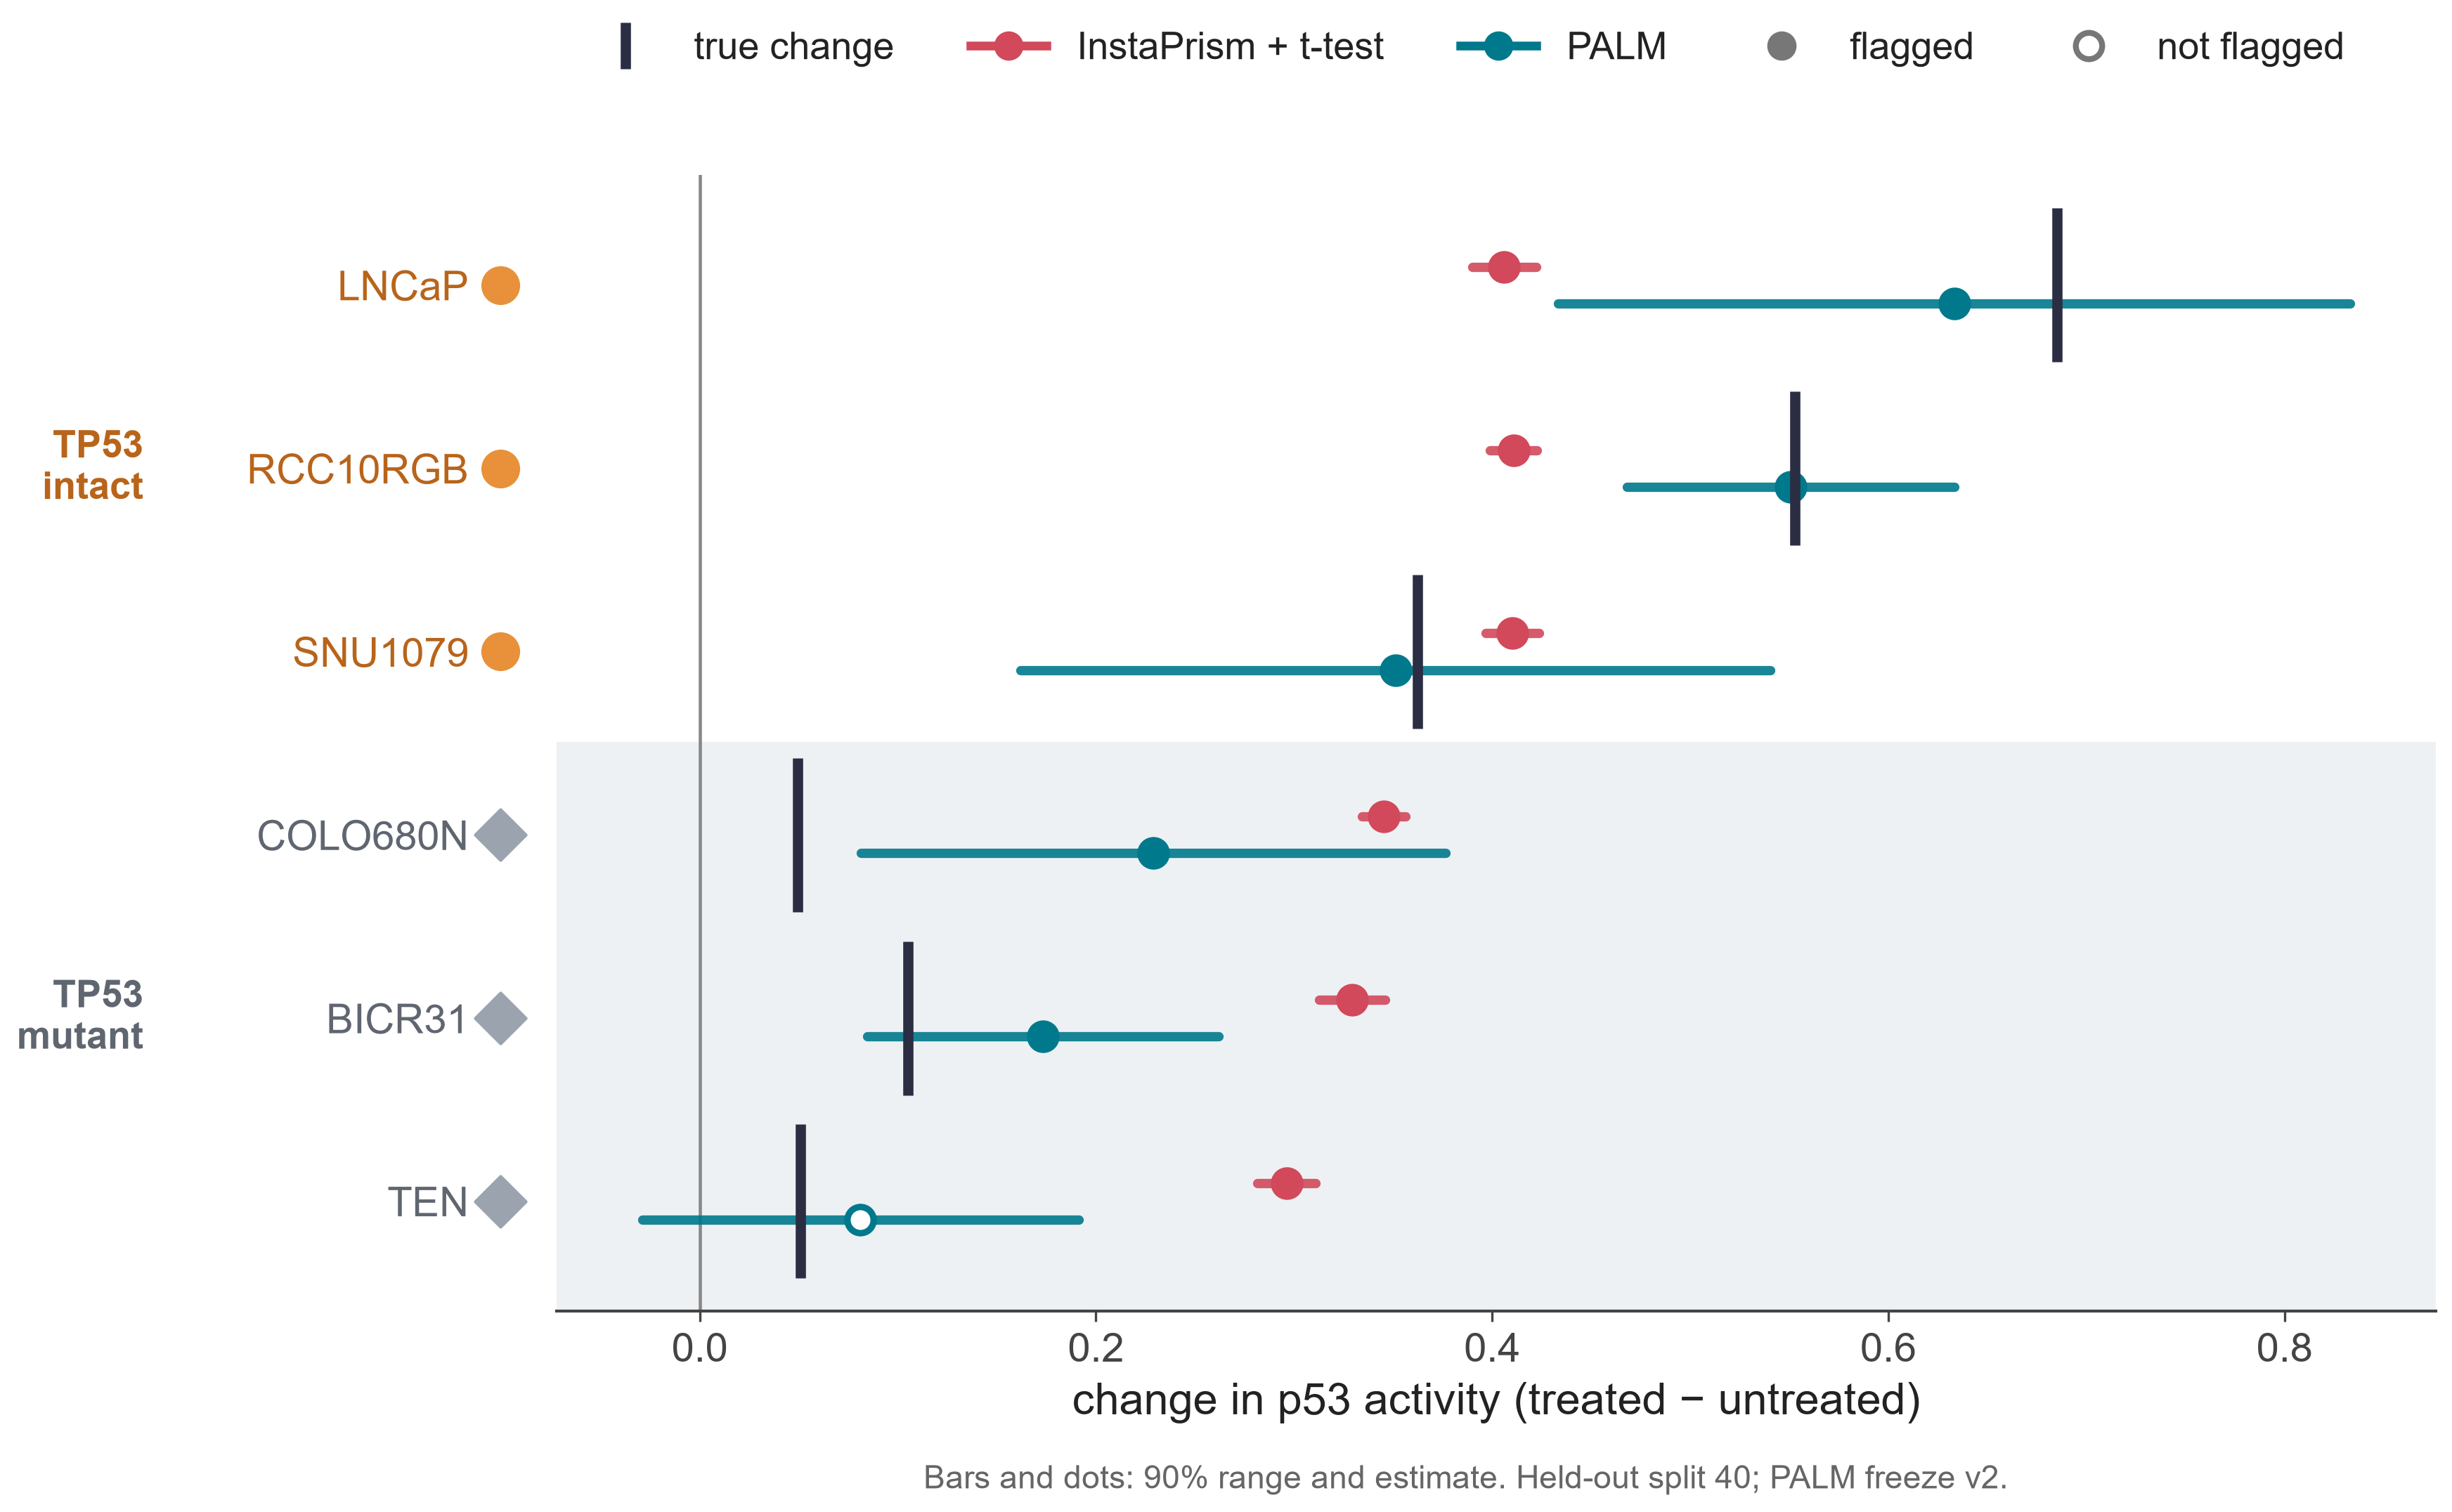 true change
InstaPrism + t-test
PALM
flagged
not flagged
LNCaP
TP53
intact
RCC10RGB
SNU1079
COLO680N
TP53
mutant
BICR31
TEN
0.0
0.2
0.4
0.6
0.8
change in p53 activity (treated − untreated)
Bars and dots: 90% range and estimate. Held-out split 40; PALM freeze v2.